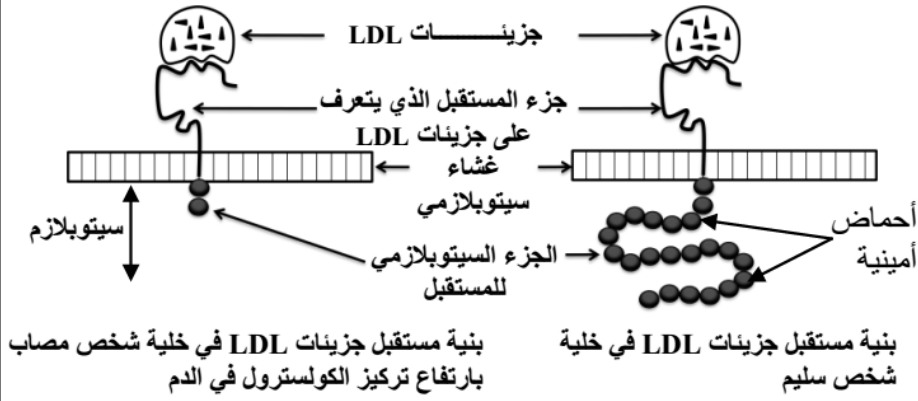 جزيئات LDL
جزء المستقبل الذي يتعرف
على جزيئات LDL
غشاء
سيتوبلازمي
سيتوبلازم
أحماض
أمينية
الجزء السيتوبلازمي
للمستقبل
بنية مستقبل جزيئات LDL في خلية
شخص سليم
بنية مستقبل جزيئات LDL في خلية شخص مصاب
بارتفاع تركيز الكولسترول في الدم